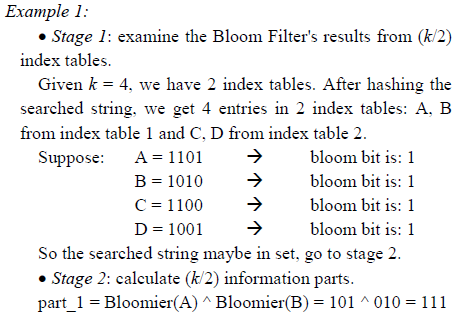 Example 1:
• Stage 1: examine the Bloom Filter's results from (k/2)
index tables.
Given k = 4, we have 2 index tables. After hashing the
searched string, we get 4 entries in 2 index tables: A, B
from index table 1 and C, D from index table 2.
Suppose: A = 1101 → bloom bit is: 1
B = 1010 → bloom bit is: 1
C = 1100 → bloom bit is: 1
D = 1001 → bloom bit is: 1
So the searched string maybe in set, go to stage 2.
• Stage 2: calculate (k/2) information parts.
part_1 = Bloomier(A) ^ Bloomier(B) = 101 ^ 010 = 111